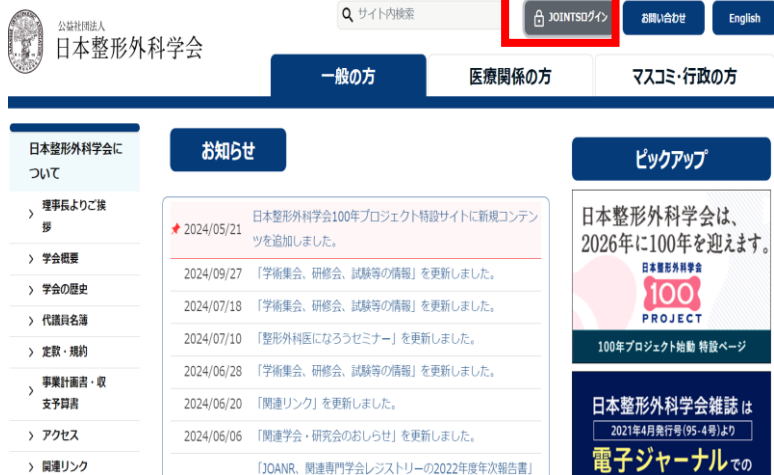 公益社団法人
日本整形外科学会
サイト内検索
JOINTSログイン
お問い合わせ
English
一般の方
医療関係の方
マスコミ・行政の方
日本整形外科学会に
ついて
理事長よりご挨
拶
学会概要
学会の歴史
代議員名簿
定款・規約
事業計画書・収
支予算書
アクセス
関連リンク
お知らせ
2024/05/21 日本整形外科学会100年プロジェクト特設サイトに新規コンテン
ツを追加しました。
2024/09/27 「学術集会、研修会、試験等の情報」を更新しました。
2024/07/18 「学術集会、研修会、試験等の情報」を更新しました。
2024/07/10 「整形外科医になろうセミナー」を更新しました。
2024/06/28 「学術集会、研修会、試験等の情報」を更新しました。
2024/06/20 「関連リンク」を更新しました。
2024/06/06 「関連学会・研究会のおしらせ」を更新しました。
「JOANR、関連専門学会レジストリーの2022年度年次報告書」
ピックアップ
日本整形外科学会は、
2026年に100年を迎えます。
日本整形外科学会
100
PROJECT
100年プロジェクト始動 特設ページ
日本整形外科学会雑誌 は
2021年4月発行号(95-4号)より
電子ジャーナルでの